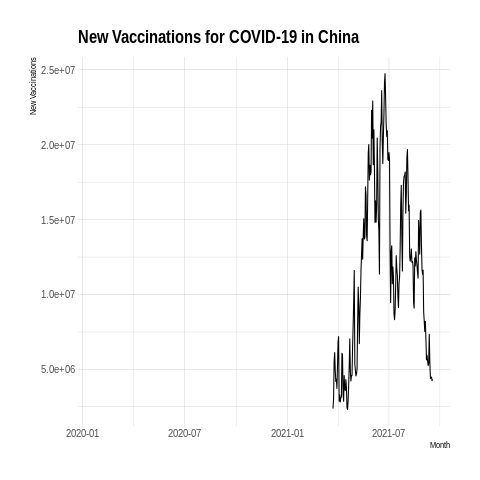 New Vaccinations for COVID-19 in China
New Vaccinations
2.5e+07
2.0e+07
1.5e+07
1.0e+07
5.0e+06
2020-01
2020-07
2021-01
2021-07
Month